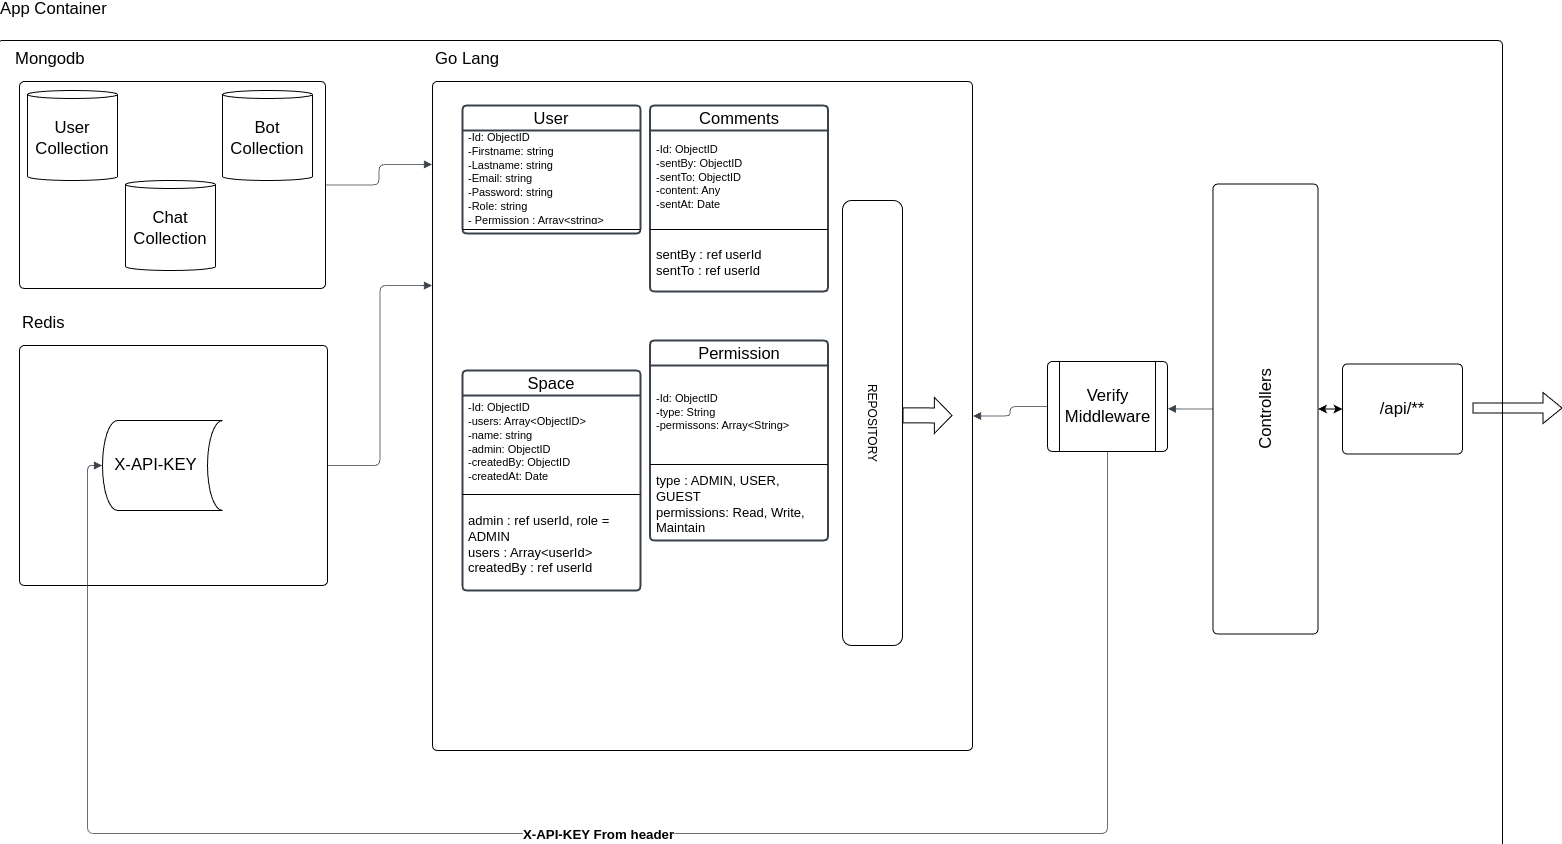 App Container
Mongodb
User
Collection
Bot
Collection
Chat
Collection
Redis
X-API-KEY
Go Lang
User
-Id: ObjectID
-Firstname: string
-Lastname: string
-Email: string
-Password: string
-Role: string
- Permission : Array<string>
Comments
-Id: ObjectID
-sentBy: ObjectID
-sentTo: ObjectID
-content: Any
-sentAt: Date
sentBy : ref userId
sentTo : ref userId
Space
-Id: ObjectID
-users: Array<ObjectID>
-name: string
-admin: ObjectID
-createdBy: ObjectID
-createdAt: Date
admin : ref userId, role =
ADMIN
users : Array<userId>
createdBy : ref userId
Permission
-Id: ObjectID
-type: String
-permissons: Array<String>
type : ADMIN, USER,
GUEST
permissions: Read, Write,
Maintain
REPOSITORY
Verify
Middleware
Controllers
/api/**
X-API-KEY From header